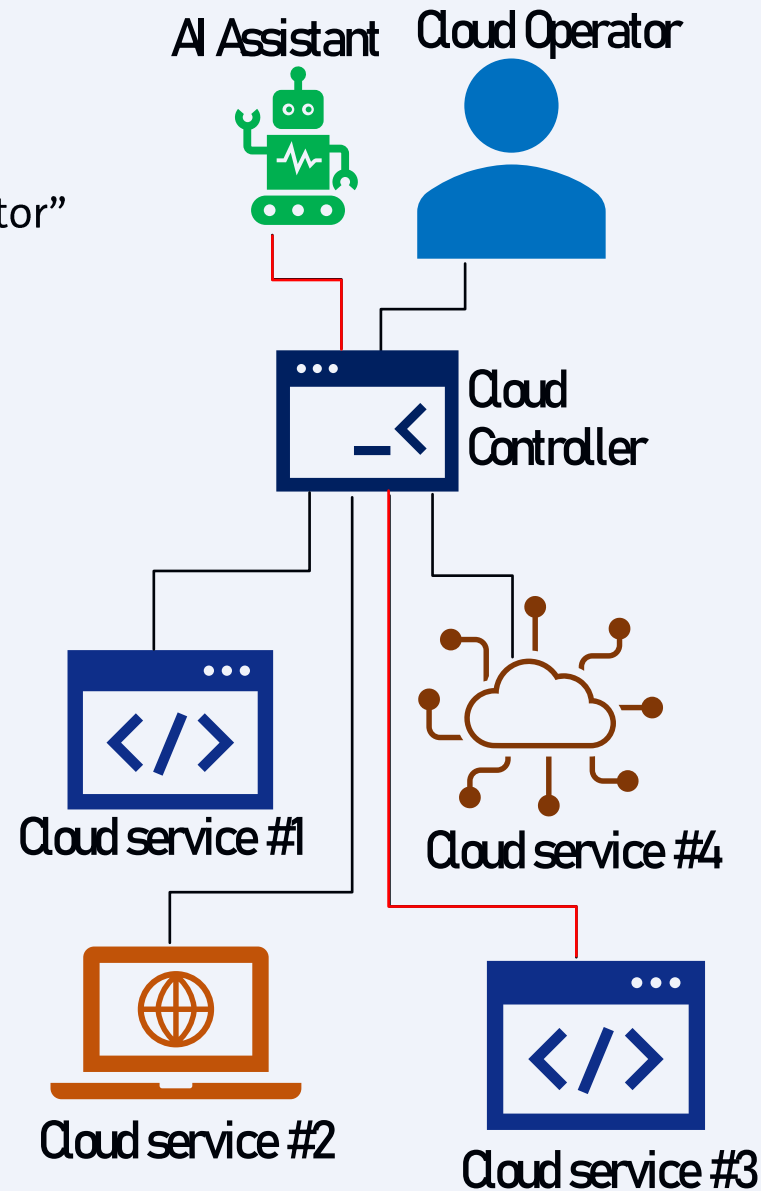 AI Assistant
Cloud Operator
tor”
Cloud
Controller
Cloud service #1
Cloud service #4
Cloud service #2
Cloud service #3